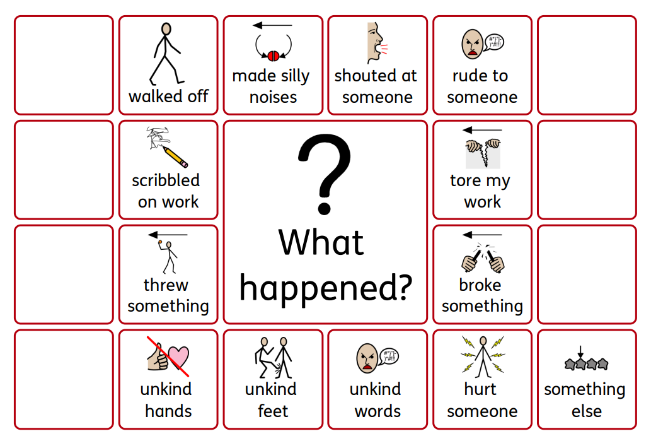 walked off
made silly
noises
shouted at
someone
rude to
someone
scribbled
on work
?
What
happened?
tore my
work
threw
something
broke
something
unkind
hands
unkind
feet
unkind
words
hurt
someone
something
else